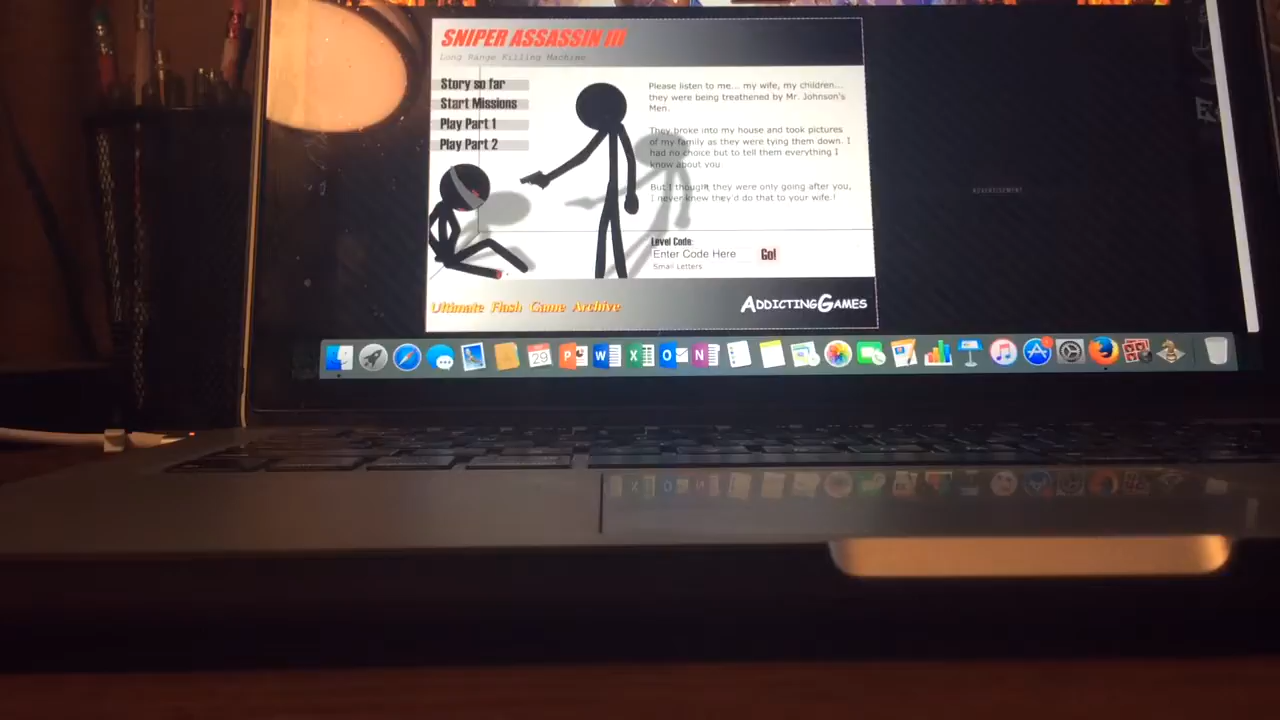 SNIPER ASSASSIN III
Long Range Killing Machine
Story so far
Start Missions
Play Part 1
Play Part 2
Please listen to me... my wife, my children...
they were being treathened by Mr. Johnson's
Men.
They broke into my house and took pictures
of my family as they were tying them down. I
had no choice but to tell them everything I
know about you.
But I thought they were only going after you,
I never knew they'd do that to your wife.!
Level Code:
Enter Code Here
Go!
Small Letters
Ultimate Flash Game Archive
ADDICTINGGAMES
ADVERTISEMENT
29
P
W
X
O
N